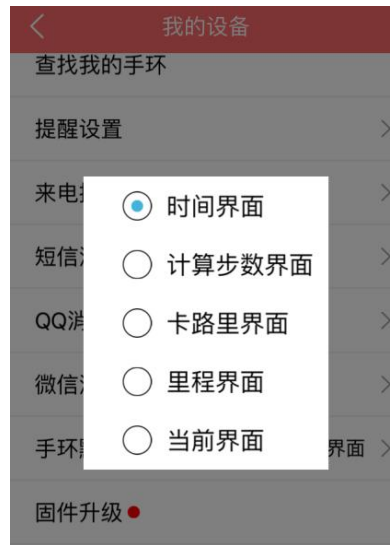 我的设备
查找我的手环
提醒设置
来电
时间界面
短信
计算步数界面
QQ消
卡路里界面
微信
里程界面
手环
界面
当前界面
固件升级